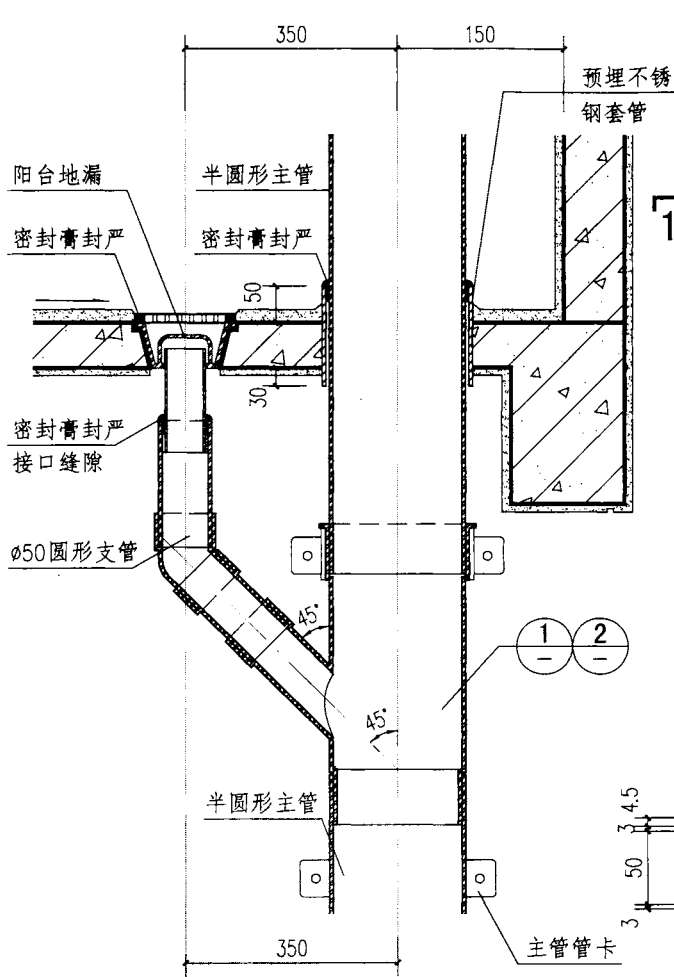 350
150
预埋不锈
钢套管
阳台地漏
半圆形主管
密封膏封严
密封膏封严
1
50
30
密封膏封严
接口缝隙
ø50圆形支管
45°
1
2
-
-
45°
半圆形主管
4.5
3
50
3
350
主管管卡